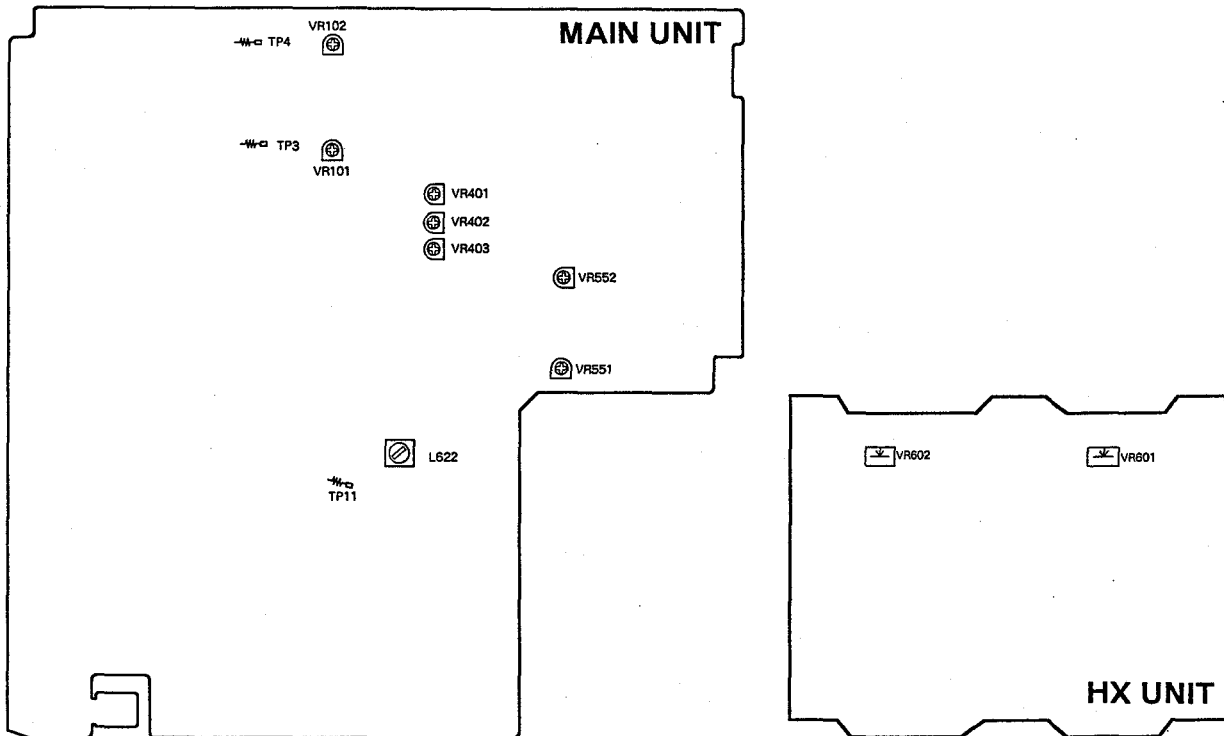 VR102
MAIN UNIT
TP4
TP3
VR101
VR401
VR402
VR403
VR552
VR551
L622
TP11
VR602
VR601
HX UNIT